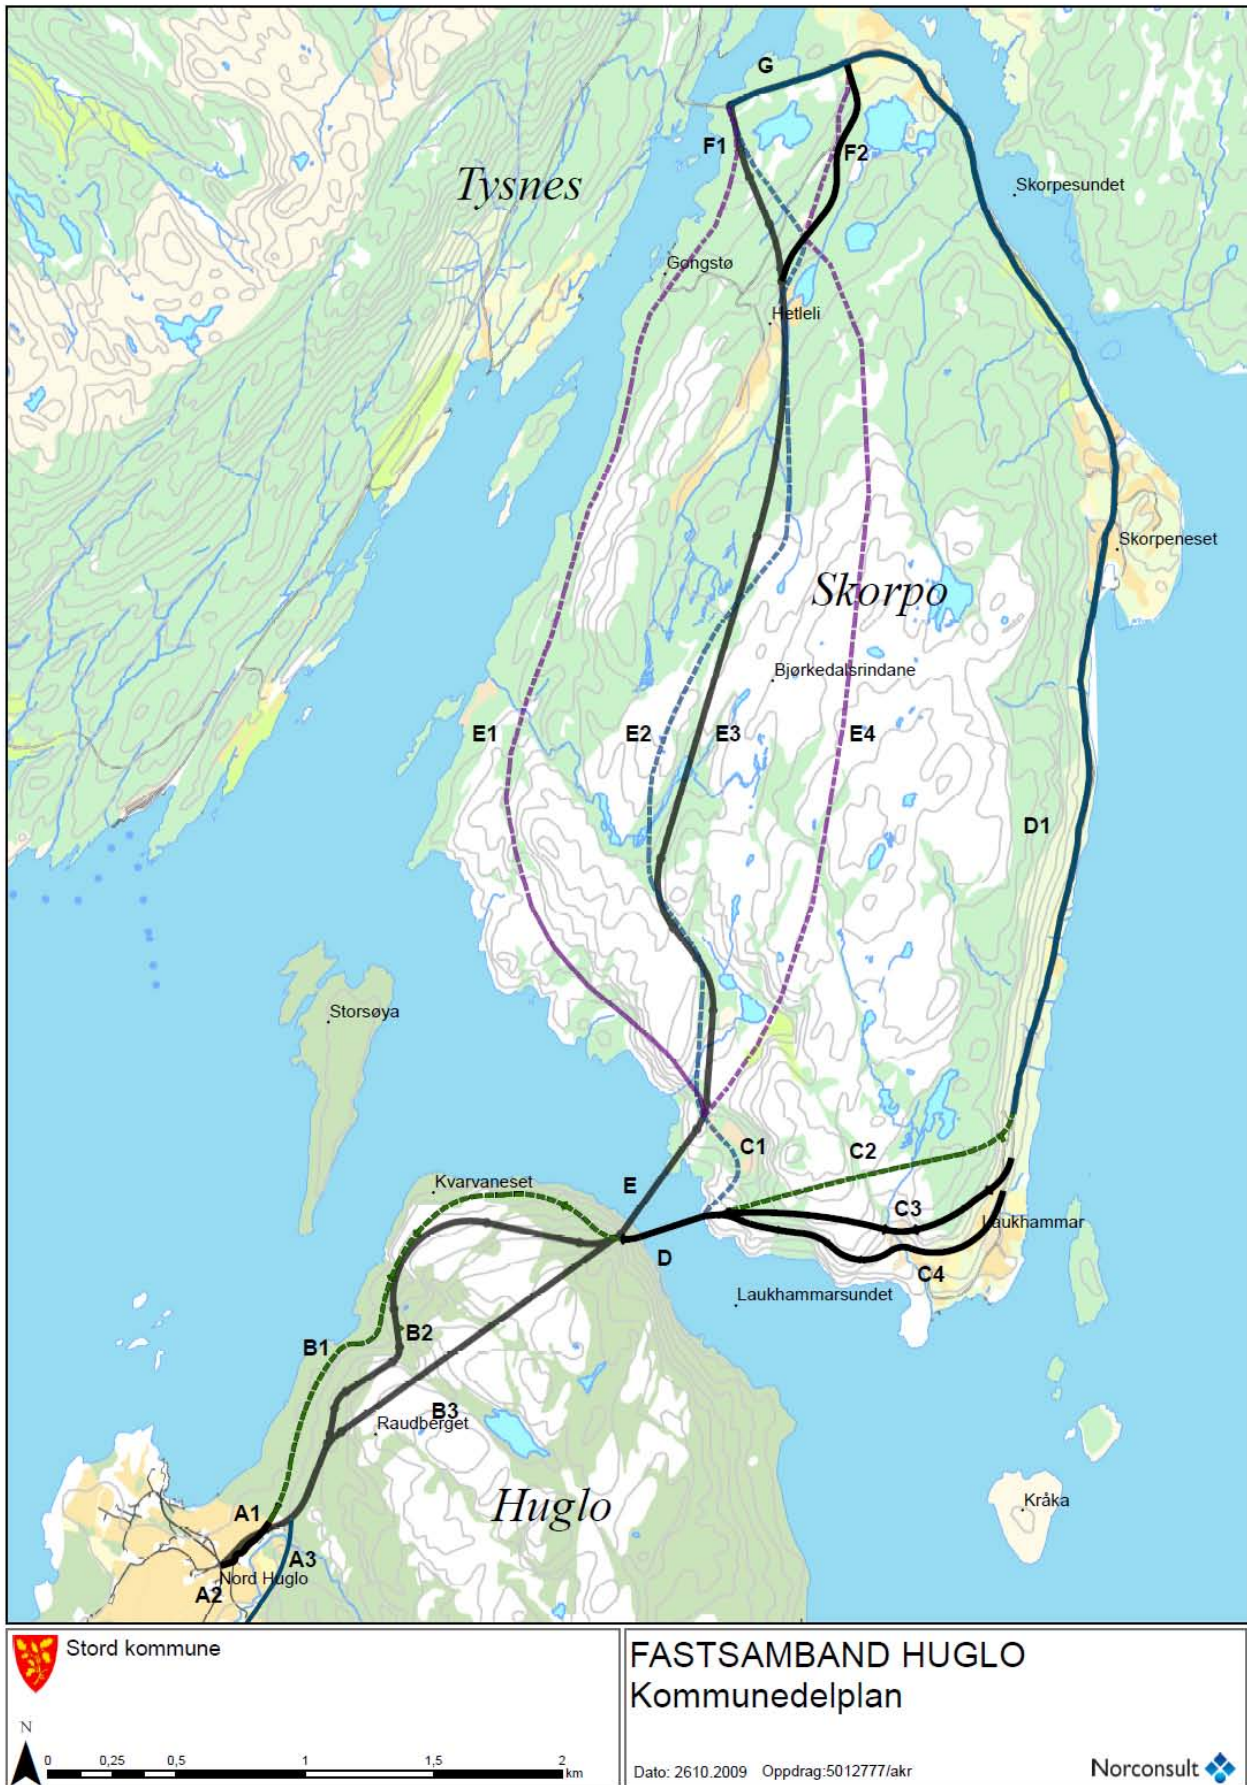 G
F1
F2
Tysnes
Skorpesundet
Gongstø
Hetleli
Skorpeneset
Skorpo
Bjørkedalsrindane
E1
E2
E3
E4
D1
Storsøya
C1
C2
Kvarvaneset
E
C3
Laukhammar
D
C4
Laukhammarsundet
B1
B2
B3
Raudberget
Huglo
Kråka
A1
A3
Nord Huglo
A2
Stord kommune
N
0 0,25 0,5 1 1,5 2
km
FASTSAMBAND HUGLO
Kommunedelplan
Dato: 2610.2009 Oppdrag:5012777/akr
Norconsult